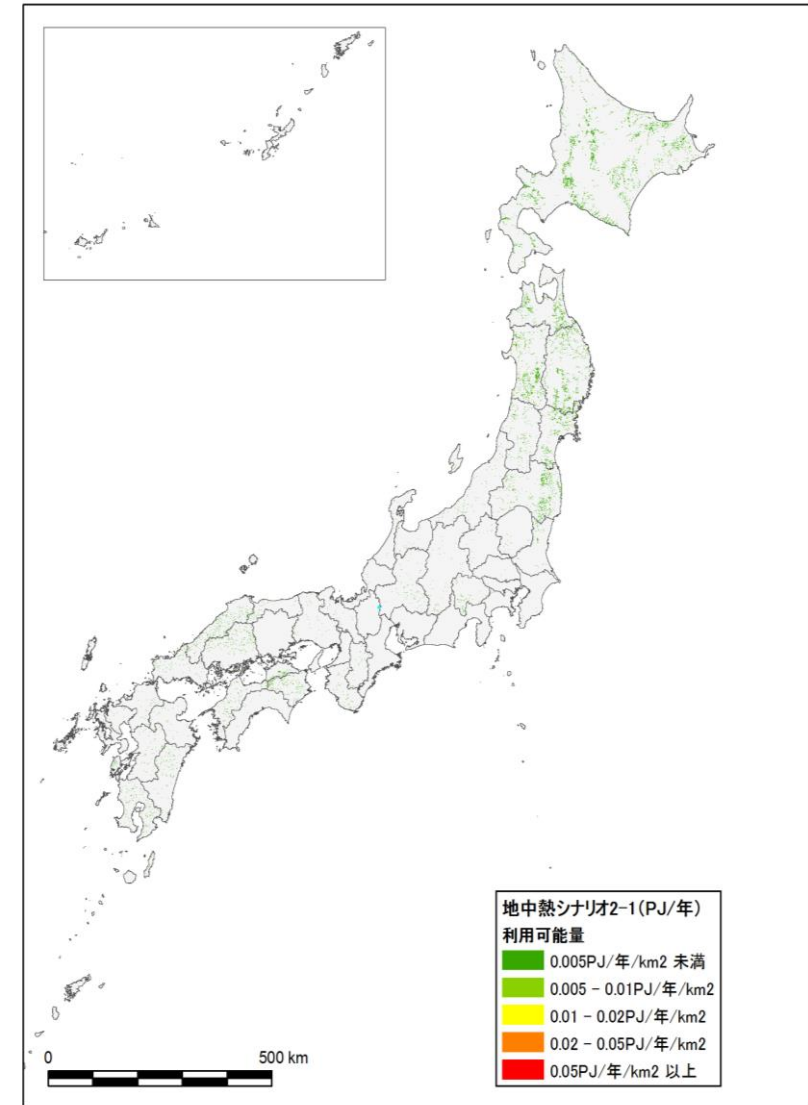 地中熱シナリオ2-1(PJ/年)
利用可能量
0.005PJ/年/km2 未満
0.005 - 0.01PJ/年/km2
0.01 - 0.02PJ/年/km2
0.02 - 0.05PJ/年/km2
0.05PJ/年/km2 以上
0 500 km